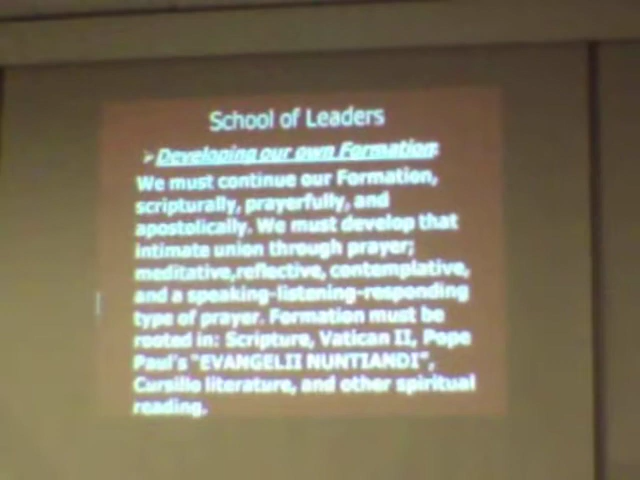 School of Leaders
➢Developing our own Formation:
We must continue our Formation,
scripturally, prayerfully, and
apostolically. We must develop that
intimate union through prayer;
meditative,reflective, contemplative,
and a speaking-listening-responding
type of prayer. Formation must be
rooted in: Scripture, Vatican II, Pope
Paul's "EVANGELII NUNTIANDI",
Cursillo literature, and other spiritual
reading.